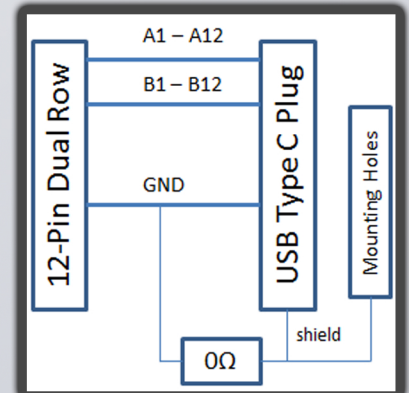 A1 – A12
B1 – B12
GND
12-Pin Dual Row
USB Type C Plug
Mounting Holes
shield
0Ω